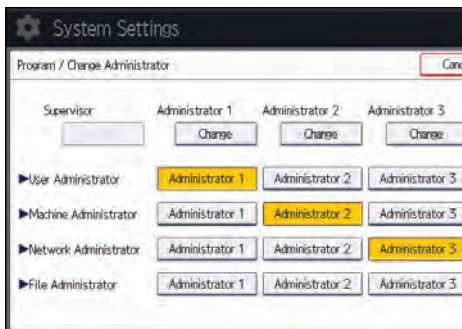 System Settings
Program / Change Administrator Canc
Supervisor Administrator 1 Administrator 2 Administrator 3
Change Change Change
►User Administrator Administrator 1 Administrator 2 Administrator 3
►Machine Administrator Administrator 1 Administrator 2 Administrator 3
►Network Administrator Administrator 1 Administrator 2 Administrator 3
►File Administrator Administrator 1 Administrator 2 Administrator 3